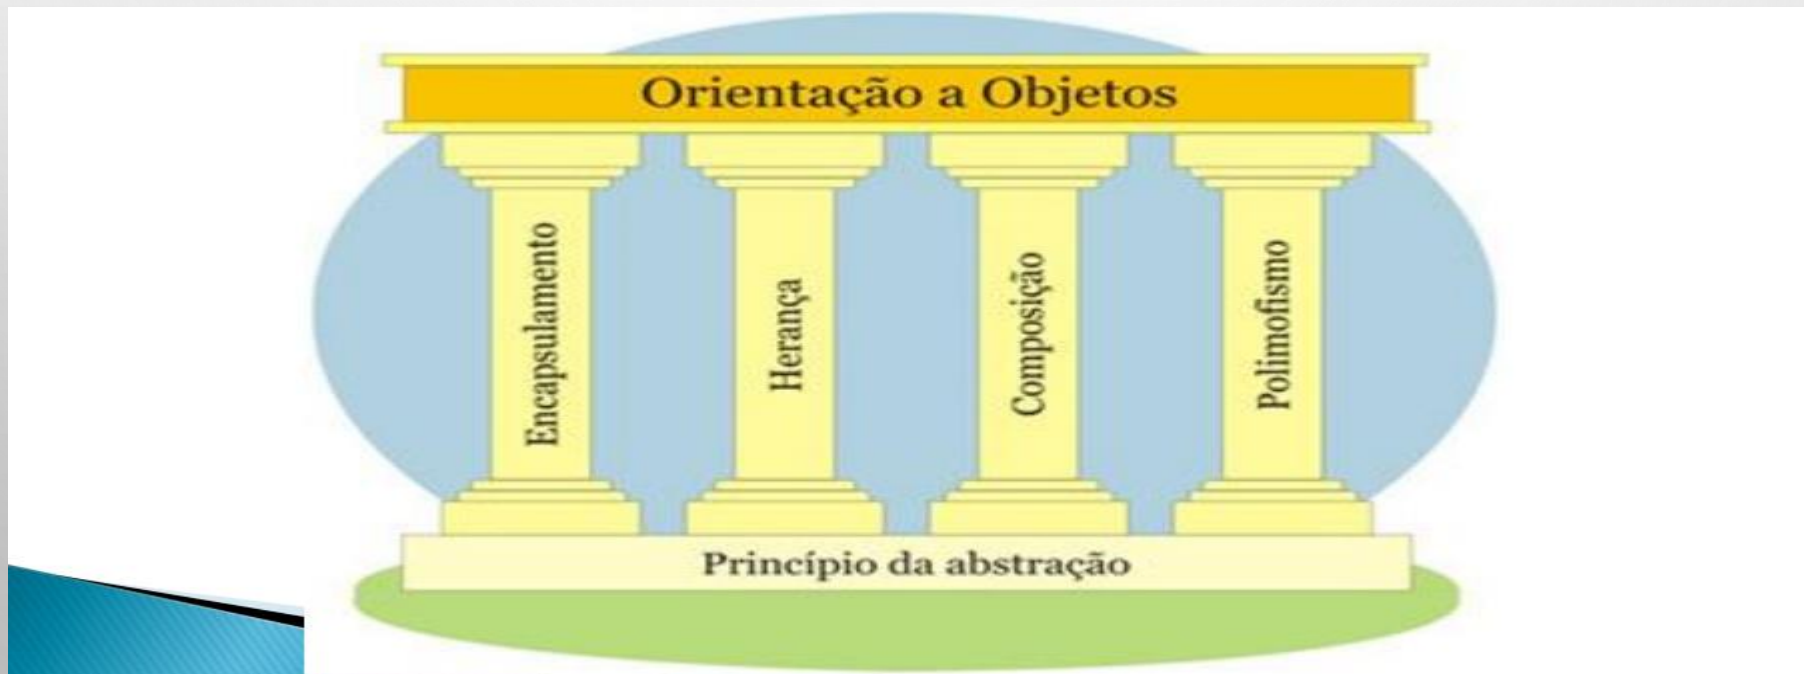 Orientação a Objetos
Encapsulamento
Herança
Composição
Polimofismo
Princípio da abstração